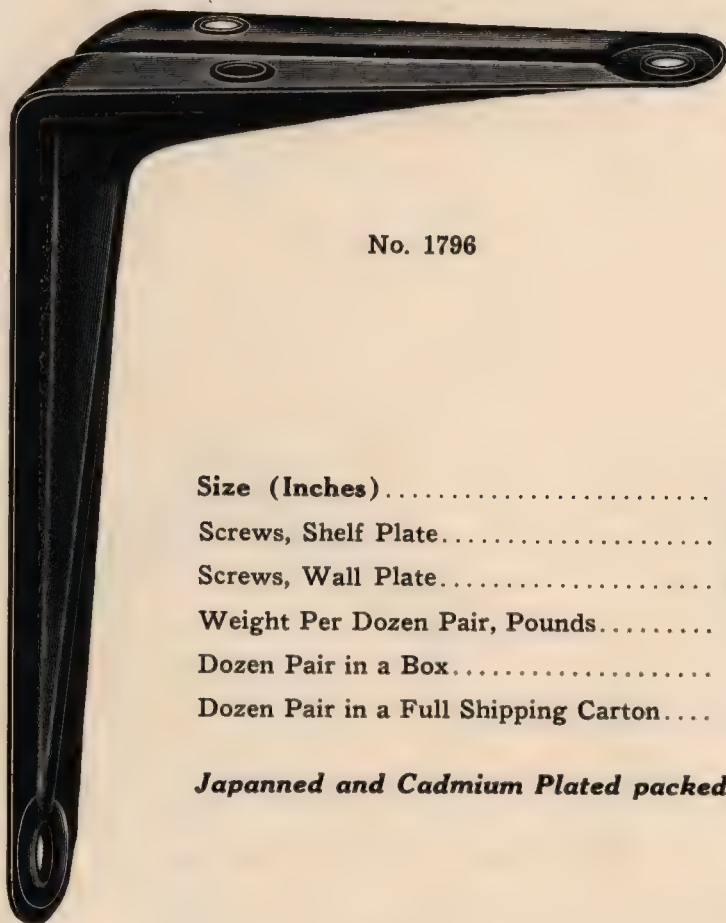 No. 1796
Size (Inches)..........................
Screws, Shelf Plate.....................
Screws, Wall Plate.....................
Weight Per Dozen Pair, Pounds.........
Dozen Pair in a Box....................
Dozen Pair in a Full Shipping Carton....
Japanned and Cadmium Plated packed